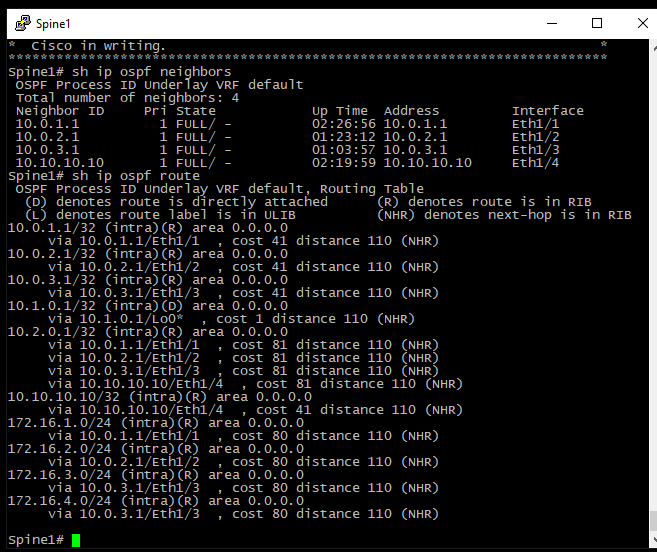 Spine1
*  Cisco in writing.                                                      *
**************************************************************************
Spine1# sh ip ospf neighbors
 OSPF Process ID Underlay VRF default
 Total number of neighbors: 4
 Neighbor ID     Pri State            Up Time  Address         Interface
 10.0.1.1          1 FULL/ -          02:26:56 10.0.1.1        Eth1/1
 10.0.2.1          1 FULL/ -          01:23:12 10.0.2.1        Eth1/2
 10.0.3.1          1 FULL/ -          01:03:57 10.0.3.1        Eth1/3
 10.10.10.10       1 FULL/ -          02:19:59 10.10.10.10     Eth1/4
Spine1# sh ip ospf route
 OSPF Process ID Underlay VRF default, Routing Table
  (D) denotes route is directly attached      (R) denotes route is in RIB
  (L) denotes route label is in ULIB          (NHR) denotes next-hop is in RIB
10.0.1.1/32 (intra)(R) area 0.0.0.0
     via 10.0.1.1/Eth1/1  , cost 41 distance 110 (NHR)
10.0.2.1/32 (intra)(R) area 0.0.0.0
     via 10.0.2.1/Eth1/2  , cost 41 distance 110 (NHR)
10.0.3.1/32 (intra)(R) area 0.0.0.0
     via 10.0.3.1/Eth1/3  , cost 41 distance 110 (NHR)
10.1.0.1/32 (intra)(D) area 0.0.0.0
     via 10.1.0.1/Lo0*  , cost 1 distance 110 (NHR)
10.2.0.1/32 (intra)(R) area 0.0.0.0
     via 10.0.1.1/Eth1/1  , cost 81 distance 110 (NHR)
     via 10.0.2.1/Eth1/2  , cost 81 distance 110 (NHR)
     via 10.0.3.1/Eth1/3  , cost 81 distance 110 (NHR)
     via 10.10.10.10/Eth1/4  , cost 81 distance 110 (NHR)
10.10.10.10/32 (intra)(R) area 0.0.0.0
     via 10.10.10.10/Eth1/4  , cost 41 distance 110 (NHR)
172.16.1.0/24 (intra)(R) area 0.0.0.0
     via 10.0.1.1/Eth1/1  , cost 80 distance 110 (NHR)
172.16.2.0/24 (intra)(R) area 0.0.0.0
     via 10.0.2.1/Eth1/2  , cost 80 distance 110 (NHR)
172.16.3.0/24 (intra)(R) area 0.0.0.0
     via 10.0.3.1/Eth1/3  , cost 80 distance 110 (NHR)
172.16.4.0/24 (intra)(R) area 0.0.0.0
     via 10.0.3.1/Eth1/3  , cost 80 distance 110 (NHR)
Spine1#